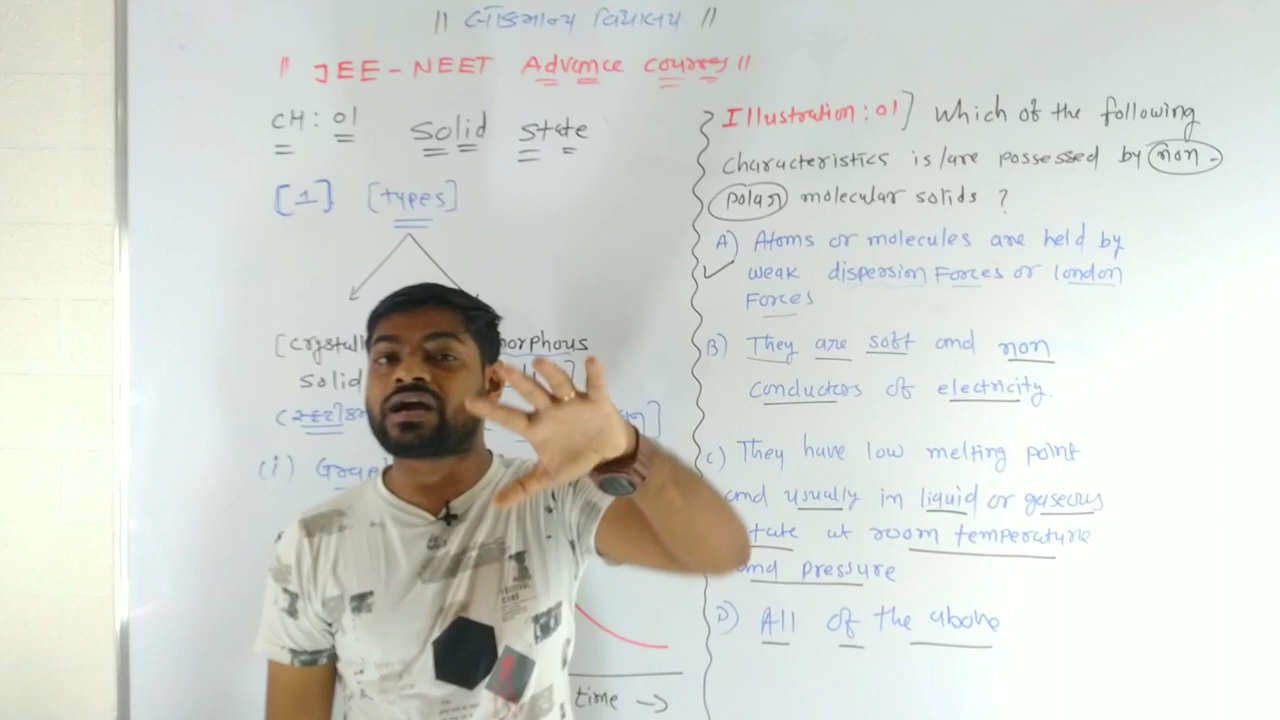 || લોકમાન્ય વિદ્યાલય ||
|| JEE-NEET Advance courses ||
CH: 01 Solid state
[1] [types]
solid
(i)
time →
Illustration: 01] Which of the following
characteristics is/are possessed by non-
polar molecular solids ?
A) Atoms or molecules are held by
weak dispersion Forces or london
Forces
B) They are soft and non
conductors of electricity.
C) They have low melting point
and usually in liquid or gaseous
state at room temperature
and pressure
D) All of the above